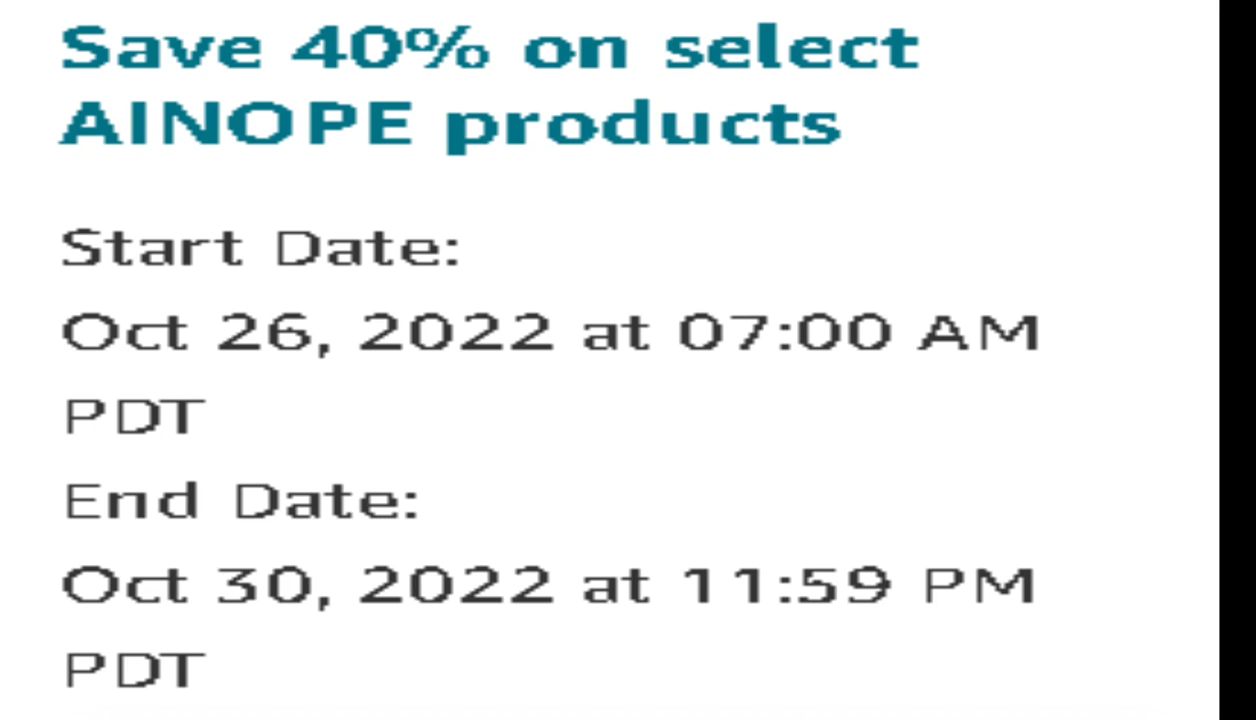 Save 40% on select
AINOPE products
Start Date:
Oct 26, 2022 at 07:00 AM
PDT
End Date:
Oct 30, 2022 at 11:59 PM
PDT